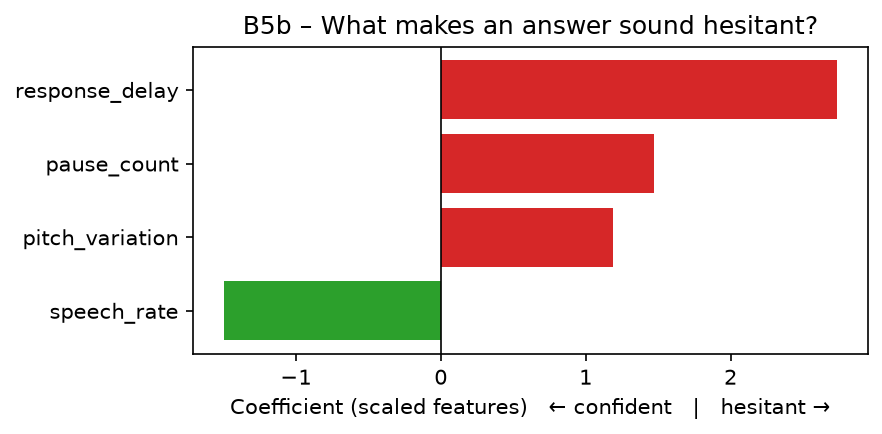 B5b – What makes an answer sound hesitant?
response_delay
pause_count
pitch_variation
speech_rate
−1 0 1 2
Coefficient (scaled features) ← confident | hesitant →